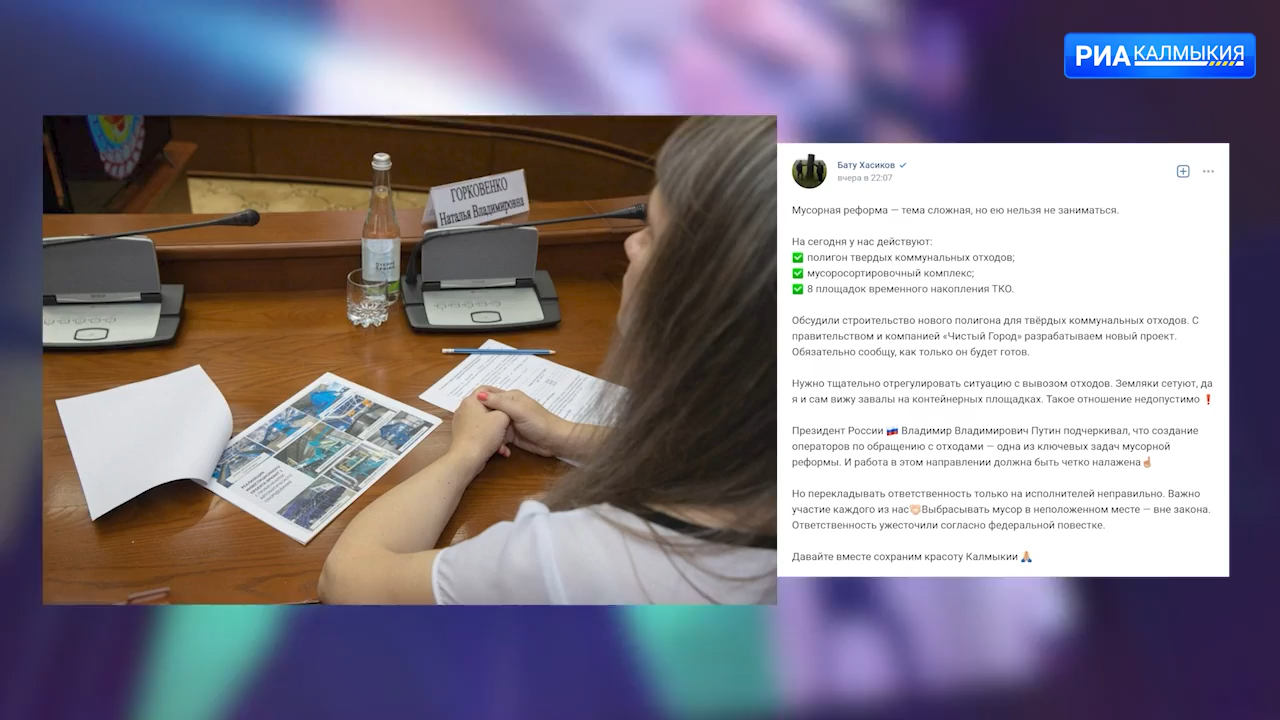 РИА КАЛМЫКИЯ
ГОРКОВЕНКО
Наталья Владимировна
Бату Хасиков
вчера в 22:07
Мусорная реформа — тема сложная, но ею нельзя не заниматься.
На сегодня у нас действуют:
✅ полигон твердых коммунальных отходов;
✅ мусоросортировочный комплекс;
✅ 8 площадок временного накопления ТКО.
Обсудили строительство нового полигона для твёрдых коммунальных отходов. С
правительством и компанией «Чистый Город» разрабатываем новый проект.
Обязательно сообщу, как только он будет готов.
Нужно тщательно отрегулировать ситуацию с вывозом отходов. Земляки сетуют, да
я и сам вижу завалы на контейнерных площадках. Такое отношение недопустимо ❗
Президент России 🇷🇺 Владимир Владимирович Путин подчеркивал, что создание
операторов по обращению с отходами — одна из ключевых задач мусорной
реформы. И работа в этом направлении должна быть четко налажена☝🏼
Но перекладывать ответственность только на исполнителей неправильно. Важно
участие каждого из нас👏🏻Выбрасывать мусор в неположенном месте — вне закона.
Ответственность ужесточили согласно федеральной повестке.
Давайте вместе сохраним красоту Калмыкии 🙏🏼